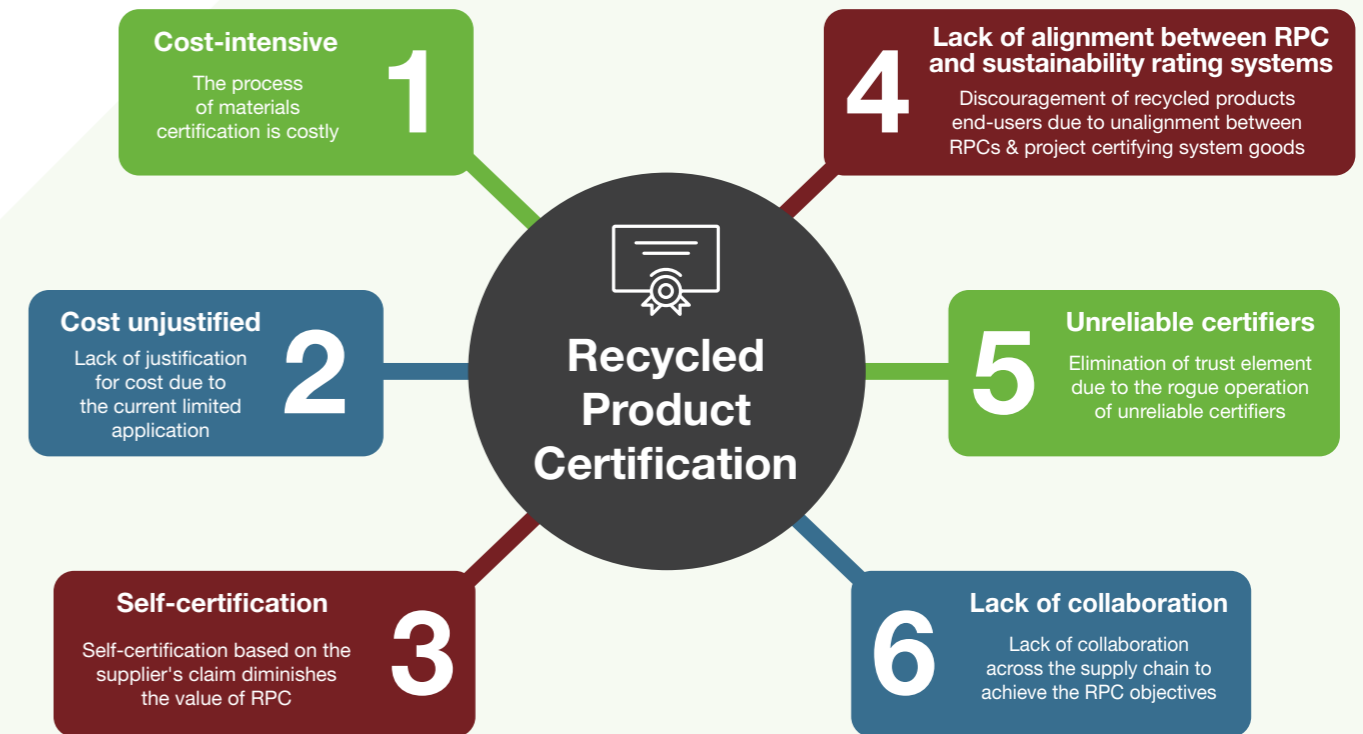 Cost-intensive
The process
of materials
certification is costly
1
Cost unjustified
Lack of justification
for cost due to
the current limited
application
2
Self-certification
Self-certification based on the
supplier's claim diminishes
the value of RPC
3
Recycled
Product
Certification
4
Lack of alignment between RPC
and sustainability rating systems
Discouragement of recycled products
end-users due to unalignment between
RPCs & project certifying system goods
5
Unreliable certifiers
Elimination of trust element
due to the rogue operation
of unreliable certifiers
6
Lack of collaboration
Lack of collaboration
across the supply chain to
achieve the RPC objectives